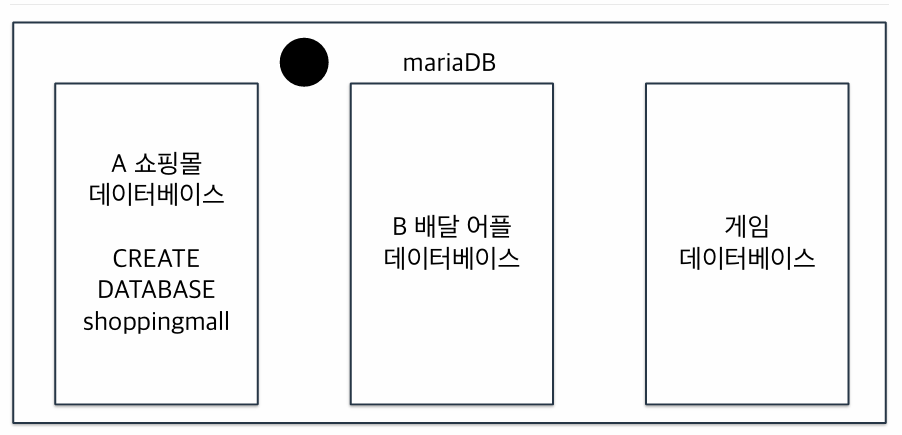 mariaDB
A 쇼핑몰
데이터베이스
CREATE
DATABASE
shoppingmall
B 배달 어플
데이터베이스
게임
데이터베이스